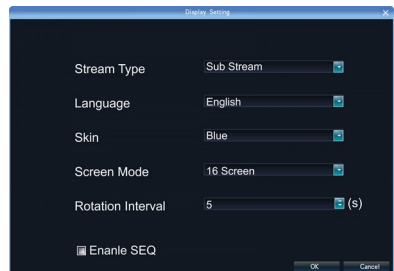 Display Setting
Stream Type Sub Stream
Language English
Skin Blue
Screen Mode 16 Screen
Rotation Interval 5 (s)
Enanle SEQ
OK Cancel